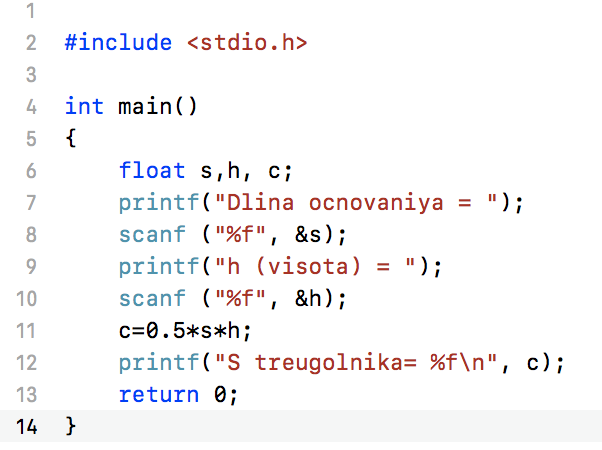 1
2 #include <stdio.h>
3
4 int main()
5 {
6     float s,h, c;
7     printf("Dlina ocnovaniya = ");
8     scanf ("%f", &s);
9     printf("h (visota) = ");
10     scanf ("%f", &h);
11     c=0.5*s*h;
12     printf("S treugolnika= %f\n", c);
13     return 0;
14 }